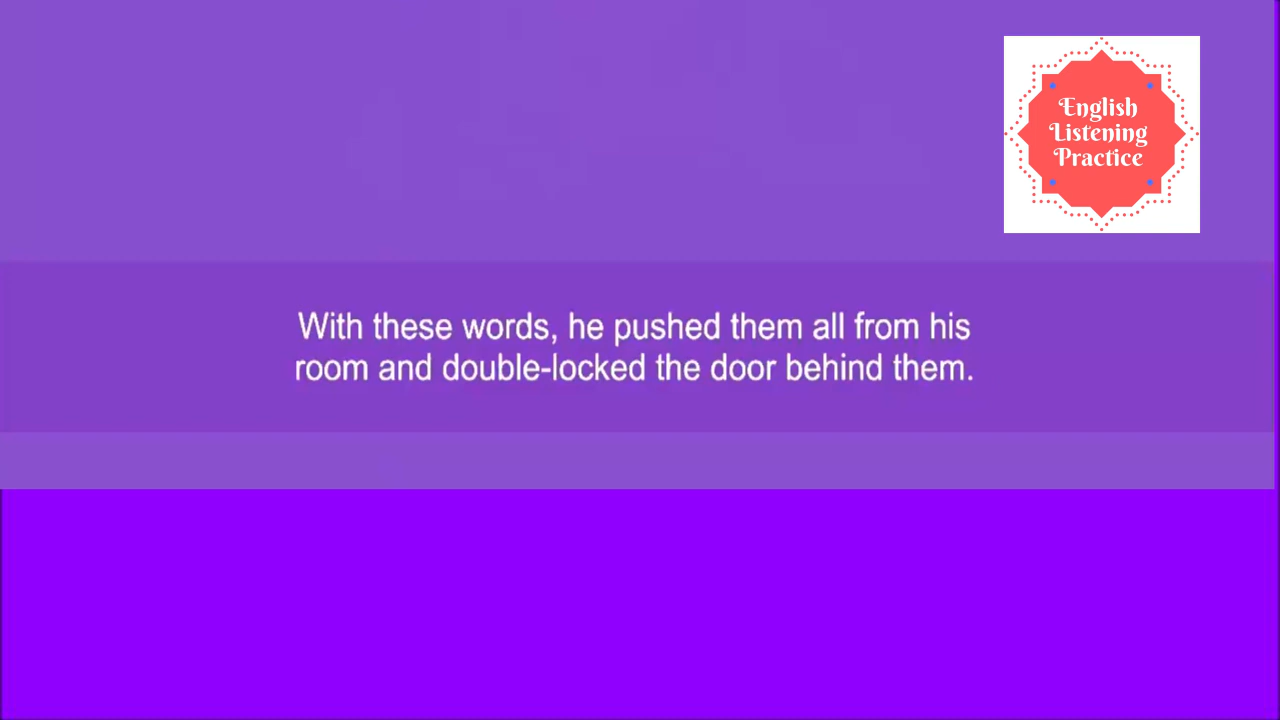 English
Listening
Practice
With these words, he pushed them all from his
room and double-locked the door behind them.